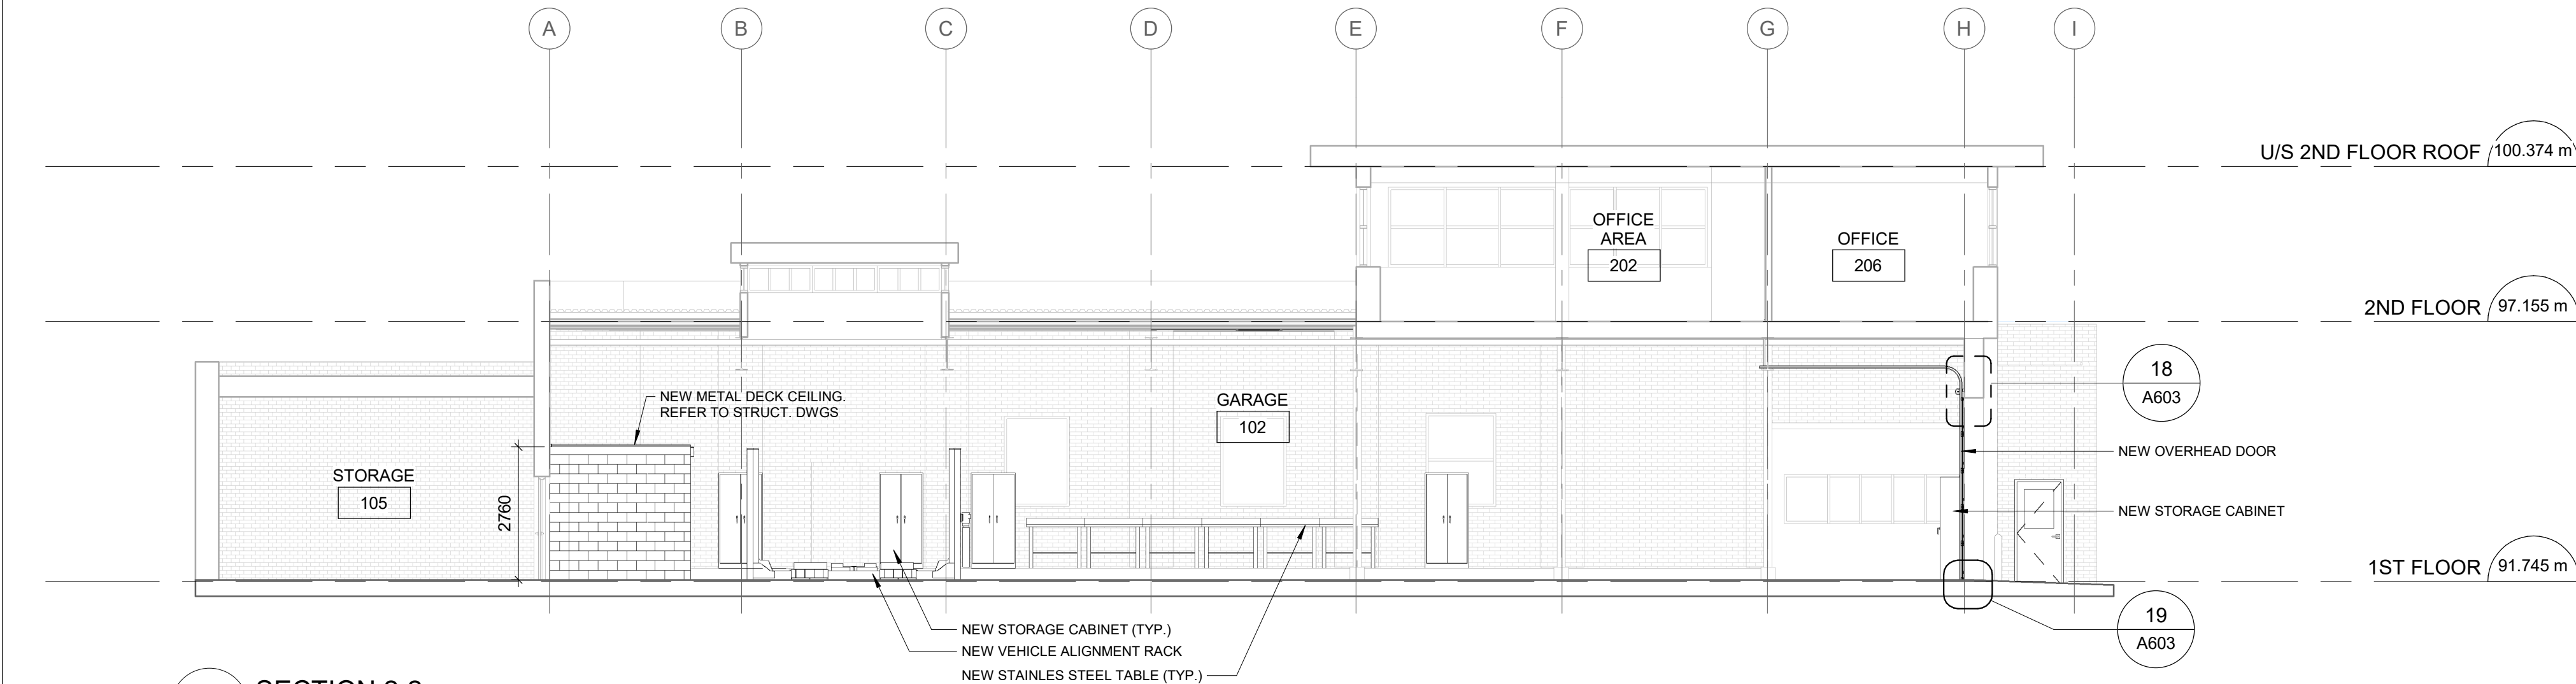 A
B
C
D
E
F
G
H
I
U/S 2ND FLOOR ROOF
100.374 m
OFFICE
AREA
202
OFFICE
206
2ND FLOOR
97.155 m
18
A603
NEW METAL DECK CEILING.
REFER TO STRUCT. DWGS
GARAGE
102
NEW OVERHEAD DOOR
STORAGE
105
2760
NEW STORAGE CABINET
1ST FLOOR
91.745 m
19
A603
NEW STORAGE CABINET (TYP.)
NEW VEHICLE ALIGNMENT RACK
NEW STAINLES STEEL TABLE (TYP.)
SECTION